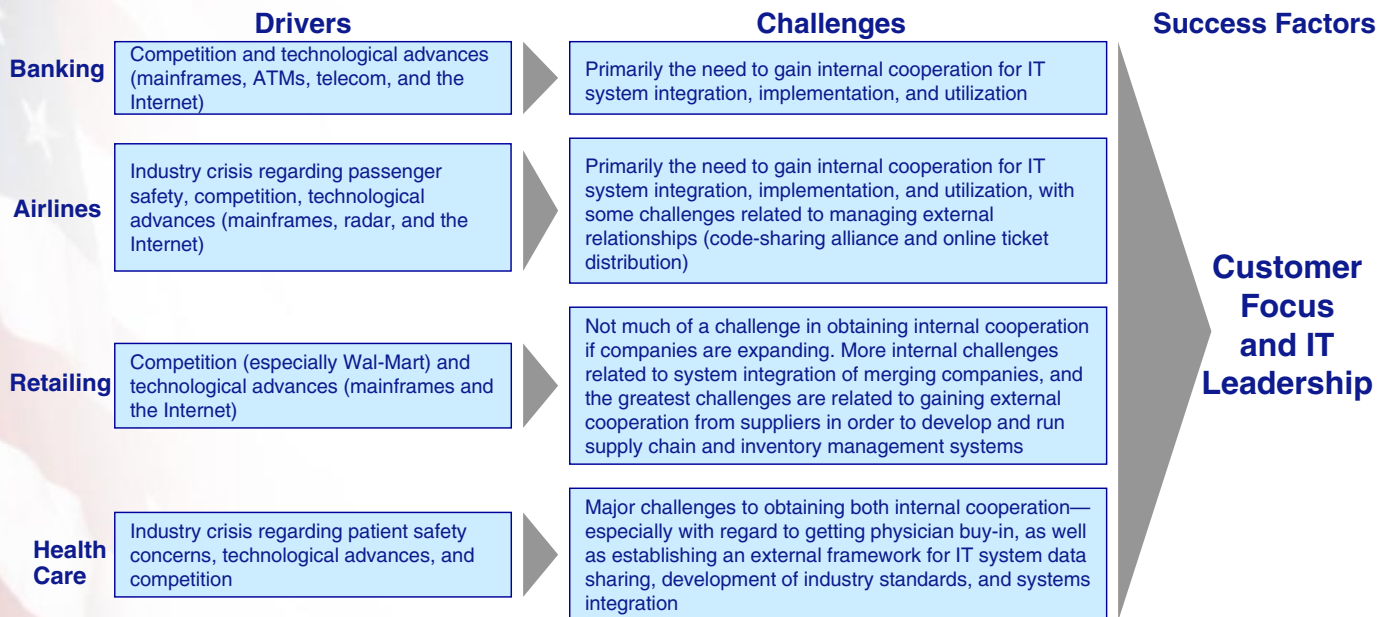 Drivers
Challenges
Success Factors
Banking
Competition and technological advances
(mainframes, ATMs, telecom, and the
Internet)
Primarily the need to gain internal cooperation for IT
system integration, implementation, and utilization
Airlines
Industry crisis regarding passenger
safety, competition, technological
advances (mainframes, radar, and the
Internet)
Primarily the need to gain internal cooperation for IT
system integration, implementation, and utilization, with
some challenges related to managing external
relationships (code-sharing alliance and online ticket
distribution)
Retailing
Competition (especially Wal-Mart) and
technological advances (mainframes and
the Internet)
Not much of a challenge in obtaining internal cooperation
if companies are expanding. More internal challenges
related to system integration of merging companies, and
the greatest challenges are related to gaining external
cooperation from suppliers in order to develop and run
supply chain and inventory management systems
Health
Care
Industry crisis regarding patient safety
concerns, technological advances, and
competition
Major challenges to obtaining both internal cooperation—
especially with regard to getting physician buy-in, as well
as establishing an external framework for IT system data
sharing, development of industry standards, and systems
integration
Customer
Focus
and IT
Leadership